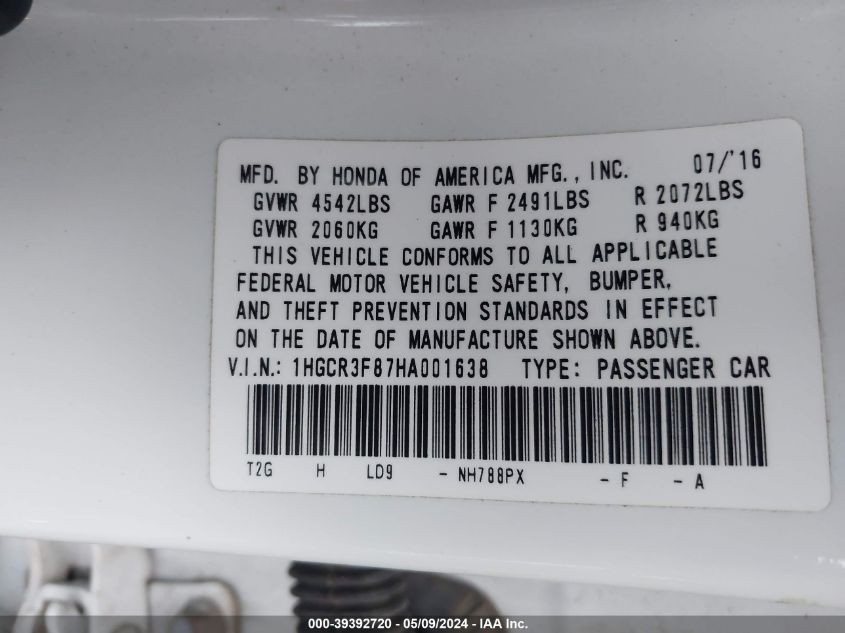 MFD. BY HONDA OF AMERICA MFG., INC. 07/'16
GVWR 4542LBS GAWR F 2491LBS R 2072LBS
GVWR 2060KG GAWR F 1130KG R 940KG
THIS VEHICLE CONFORMS TO ALL APPLICABLE
FEDERAL MOTOR VEHICLE SAFETY, BUMPER,
AND THEFT PREVENTION STANDARDS IN EFFECT
ON THE DATE OF MANUFACTURE SHOWN ABOVE.
V.I.N.: 1HGCR3F87HA001638 TYPE: PASSENGER CAR
T2G H LD9 - NH788PX - F - A
000-39392720 / 05/09/2024 - IAA Inc.